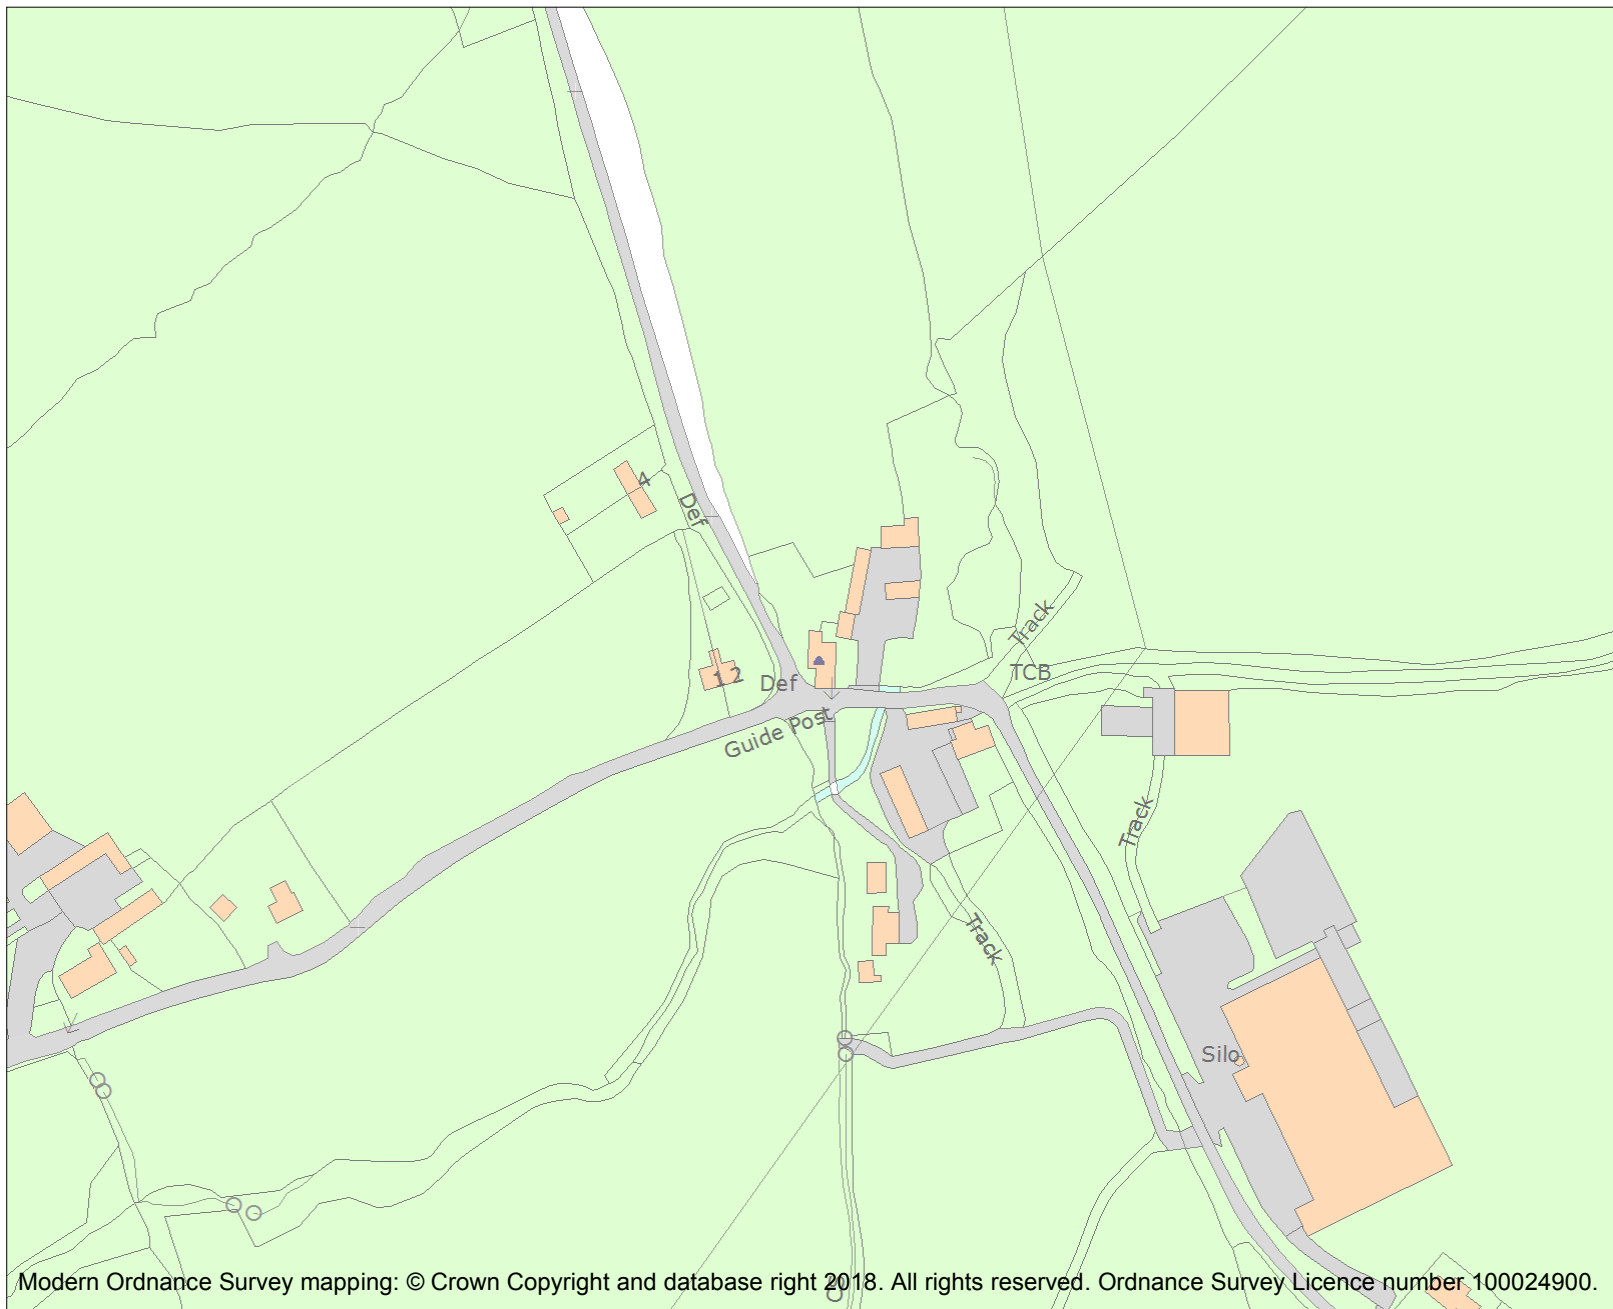 4
Def
Track
1 2
Def
TCB
Guide Post
Track
Track
Silo
Modern Ordnance Survey mapping: © Crown Copyright and database right 2018. All rights reserved. Ordnance Survey Licence number 100024900.